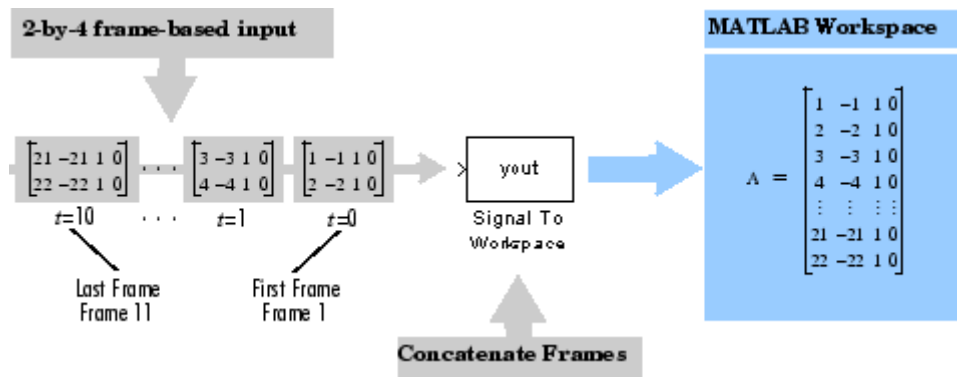 2-by-4 frame-based input
MATLAB Workspace
21 −21 1 0
22 −22 1 0
. . .
3 −3 1 0
4 −4 1 0
1 −1 1 0
2 −2 1 0
t=10
. . .
t=1
t=0
Last Frame
Frame 11
First Frame
Frame 1
yout
Signal To
Workspace
Concatenate Frames
A =
1 −1 1 0
2 −2 1 0
3 −3 1 0
4 −4 1 0
⋮ ⋮ ⋮ ⋮
21 −21 1 0
22 −22 1 0